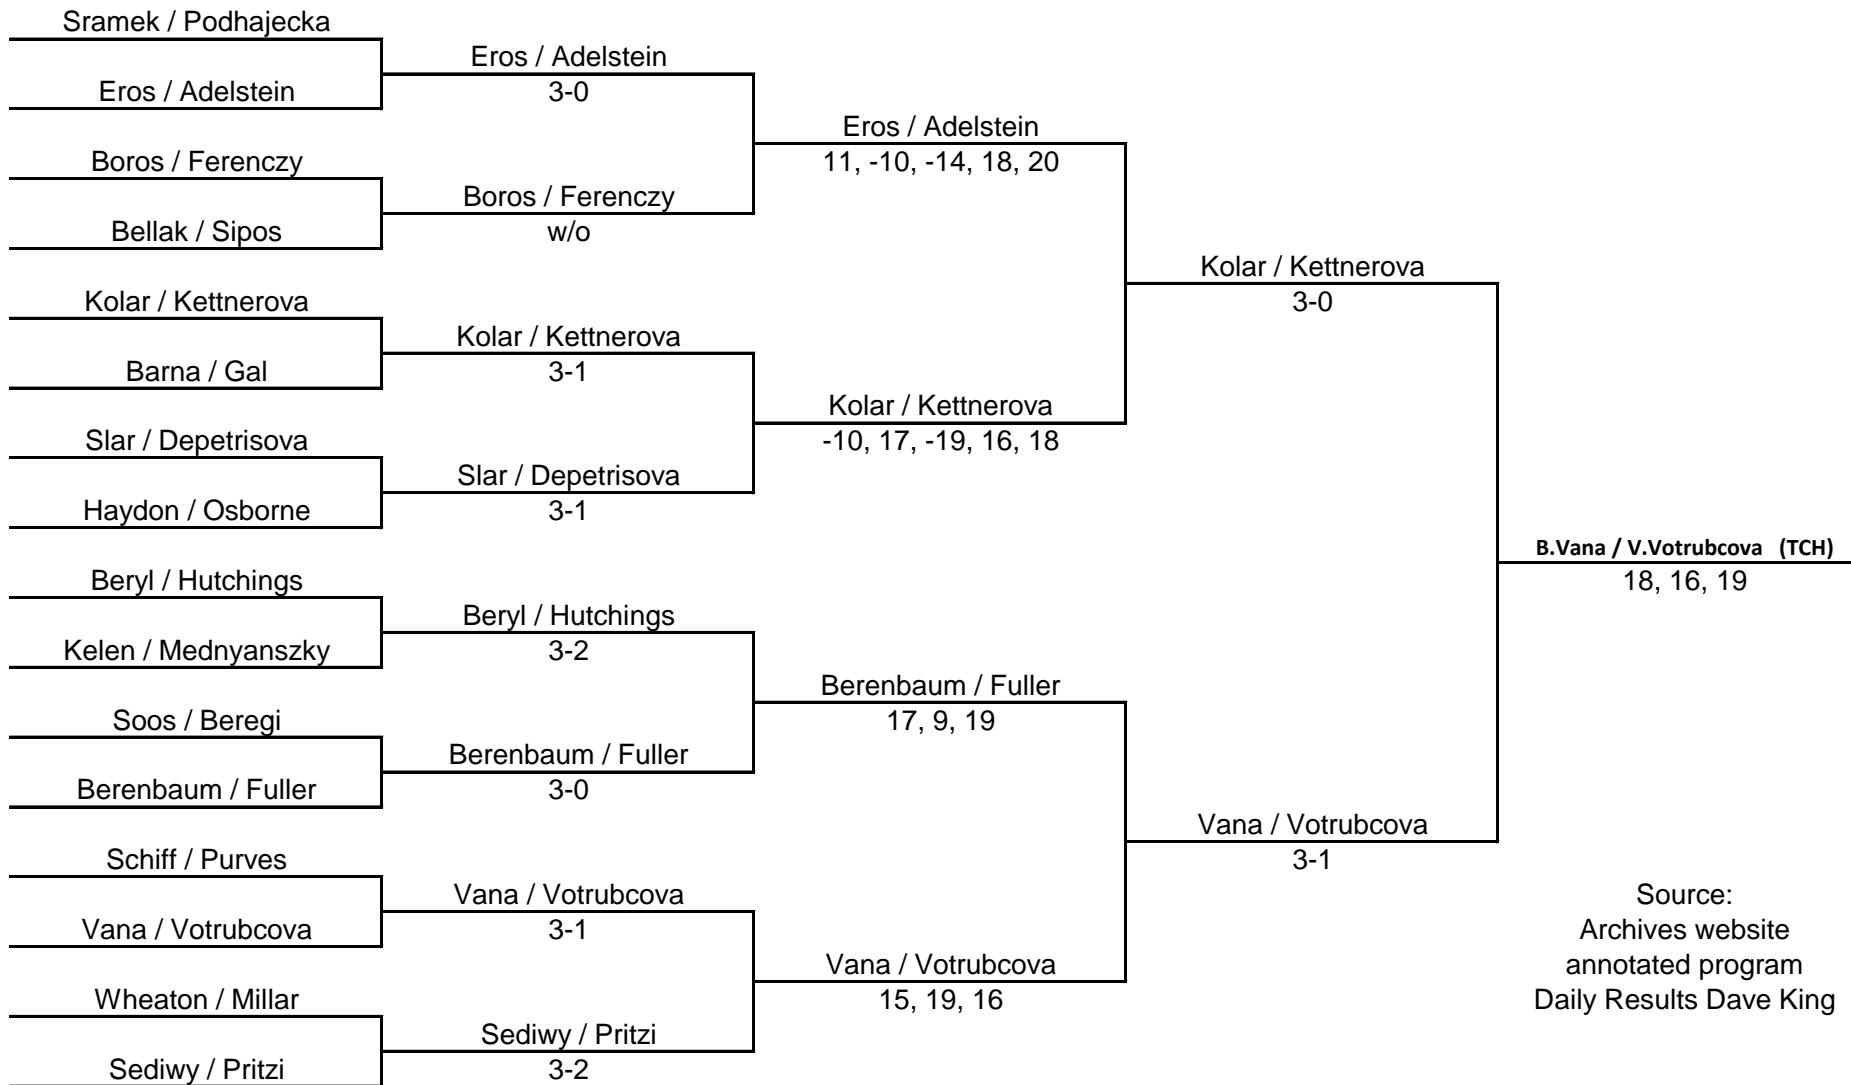 Sramek / Podhajecka
Eros / Adelstein
Boros / Ferenczy
Bellak / Sipos
Kolar / Kettnerova
Barna / Gal
Slar / Depetrisova
Haydon / Osborne
Beryl / Hutchings
Kelen / Mednyanszky
Soos / Beregi
Berenbaum / Fuller
Schiff / Purves
Vana / Votrubcova
Wheaton / Millar
Sediwy / Pritzi
Eros / Adelstein
3-0
Boros / Ferenczy
w/o
Kolar / Kettnerova
3-1
Slar / Depetrisova
3-1
Beryl / Hutchings
3-2
Berenbaum / Fuller
3-0
Vana / Votrubcova
3-1
Sediwy / Pritzi
3-2
Eros / Adelstein
11, -10, -14, 18, 20
Kolar / Kettnerova
-10, 17, -19, 16, 18
Berenbaum / Fuller
17, 9, 19
Vana / Votrubcova
15, 19, 16
Kolar / Kettnerova
3-0
Vana / Votrubcova
3-1
B.Vana / V.Votrubcova (TCH)
18, 16, 19
Source:
Archives website
annotated program
Daily Results Dave King